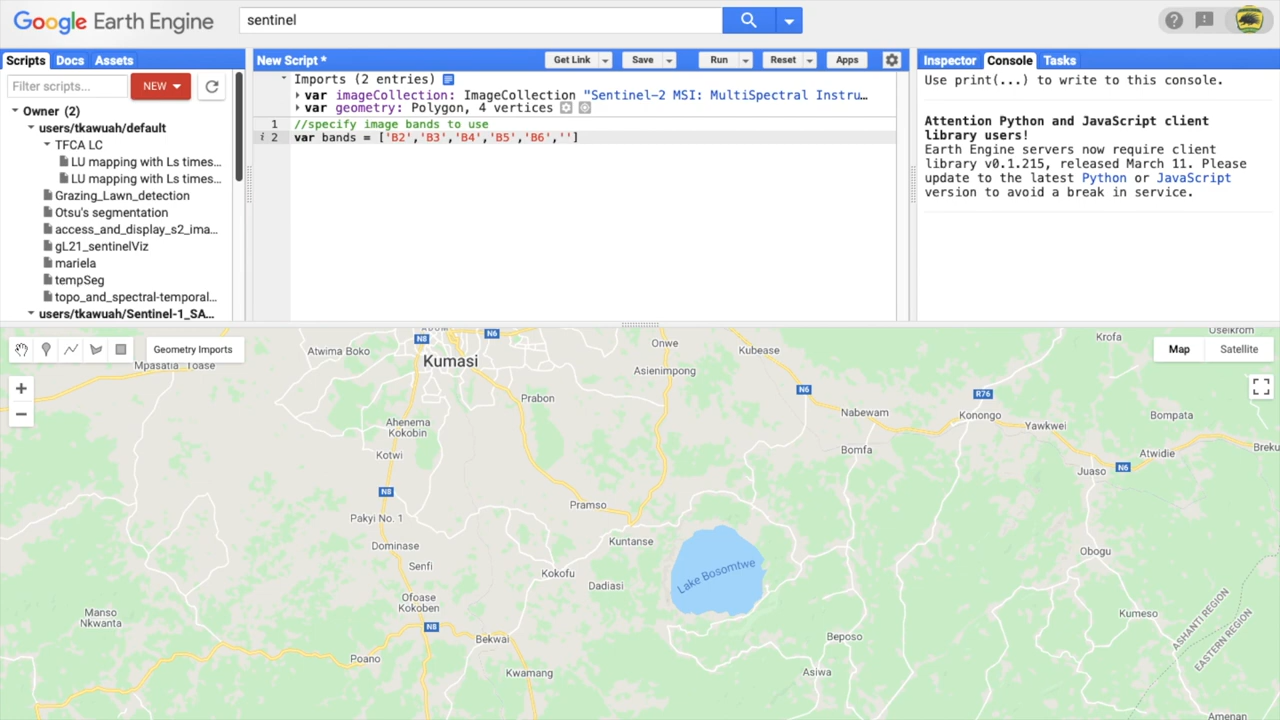 Google Earth Engine
sentinel
Scripts Docs Assets
Filter scripts...
NEW
Owner (2)
users/tkawuah/default
TFCA LC
LU mapping with Ls times...
LU mapping with Ls times...
Grazing_Lawn_detection
Otsu's segmentation
access_and_display_s2_ima...
gL21_sentinelViz
mariela
tempSeg
topo_and_spectral-temporal...
users/tkawuah/Sentinel-1_SA...
New Script *
Get Link
Save
Run
Reset
Apps
Imports (2 entries)
var imageCollection: ImageCollection "Sentinel-2 MSI: MultiSpectral Instru…
var geometry: Polygon, 4 vertices
1 //specify image bands to use
i 2 var bands = ['B2','B3','B4','B5','B6','']
Inspector Console Tasks
Use print(...) to write to this console.
Attention Python and JavaScript client
library users!
Earth Engine servers now require client
library v0.1.215, released March 11. Please
update to the latest Python or JavaScript
version to avoid a break in service.
Geometry Imports
Map
Satellite
N8
N6
Kumasi
Atwima Boko
Mpasatia
Toase
Onwe
Kubease
Krofa
Asienimpong
Prabon
N6
R76
Nabewam
Konongo
Yawkwei
Bompata
Ahenema
Kokobin
Kotwi
Bomfa
Juaso
N6
Atwidie
Breku
N8
Pakyi No. 1
Pramso
Dominase
Kuntanse
Senfi
Kokofu
Dadiasi
Lake Bosomtwe
Obogu
Ofoase
Kokoben
N8
Manso
Nkwanta
Bekwai
Beposo
Kumeso
ASHANTI REGION
EASTERN REGION
Poano
Kwamang
Asiwa
Amenan